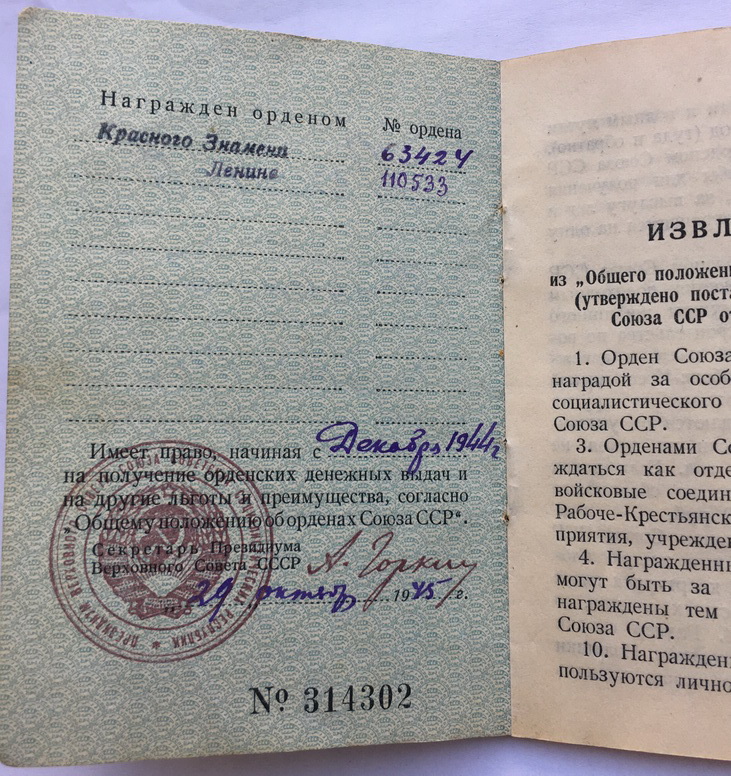 Награжден орденом
№ ордена
Красного Знамени
63424
Ленина
110533
Имеет право, начиная с Декабрь 1944 г
на получение орденских денежных выдач и
на другие льготы и преимущества, согласно
„Общему положению об орденах Союза ССР“.
Секретарь Президиума
Верховного Совета СССР
А. Горкин
29 октября 1945 г.
№ 314302
ИЗВЛ
из „Общего положен
(утверждено поста
Союза ССР о
1. Орден Союза
наградой за особ
социалистического
Союза ССР.
3. Орденами Со
ждаться как отде
войсковые соедин
Рабоче-Крестьянск
приятия, учрежде
4. Награжденн
могут быть за
награждены тем
Союза ССР.
10. Награжден
пользуются лично